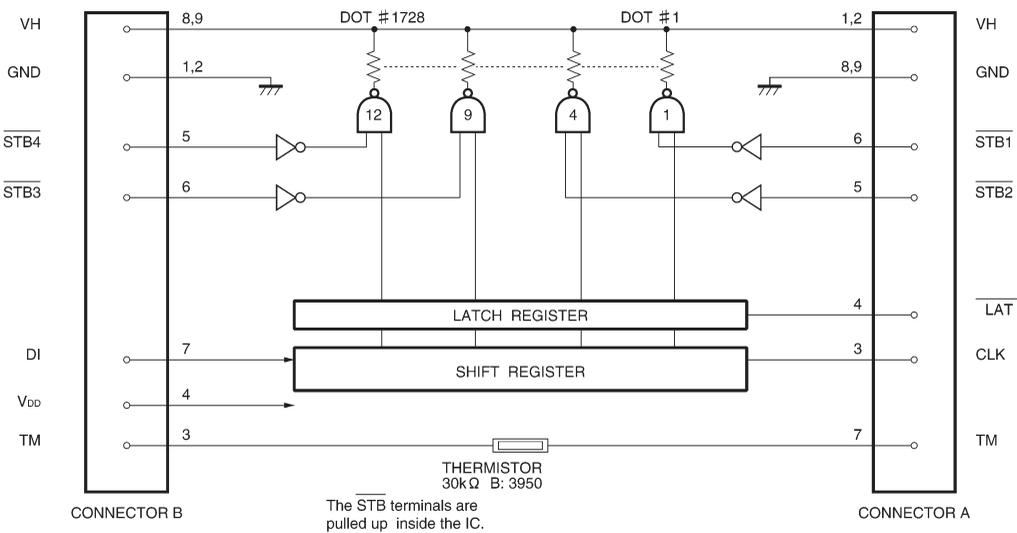 VH 8,9 DOT #1728 DOT #1 1,2 VH
GND 1,2 8,9 GND
12 9 4 1
STB4 5 6 STB1
STB3 6 5 STB2
LATCH REGISTER 4 LAT
DI 7 3 CLK
SHIFT REGISTER
VDD 4
TM 3 7 TM
THERMISTOR
30kΩ B: 3950
The STB terminals are
pulled up inside the IC.
CONNECTOR B CONNECTOR A